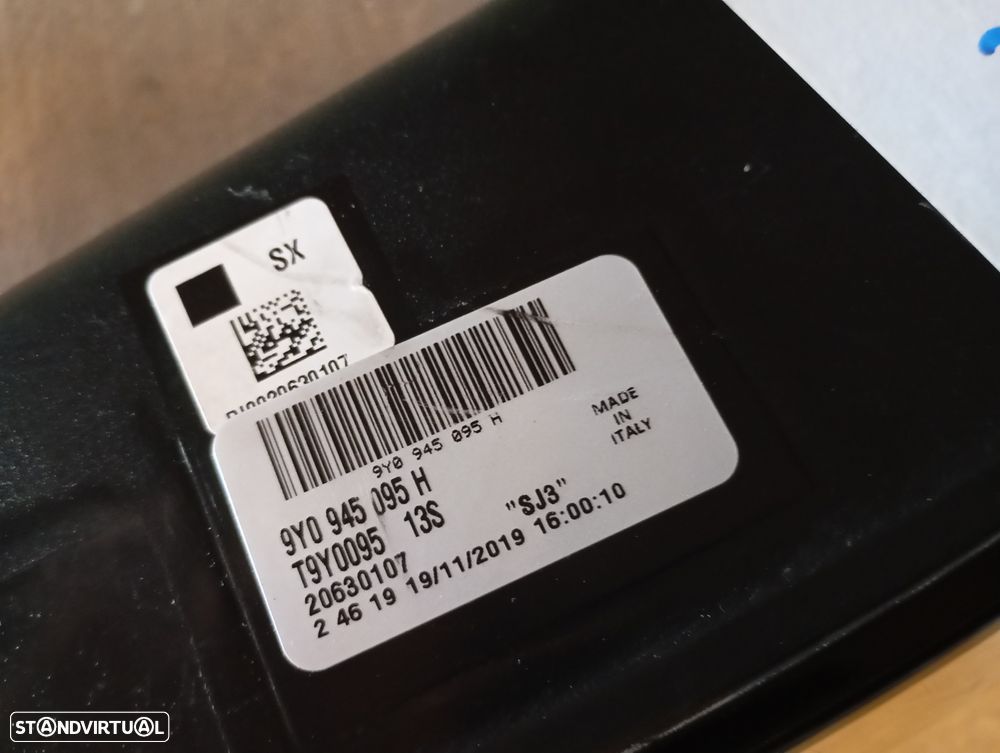 SX
9Y0 945 095 H
MADE
IN
ITALY
9Y0 945 095 H
T9Y0095 13S "SJ3"
20630107
2 46 19 19/11/2019 16:00:10
STANDVIRTUAL